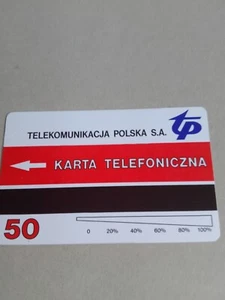 TELEKOMUNIKACJA POLSKA S.A. tp
KARTA TELEFONICZNA
50
0 20% 40% 60% 80% 100%